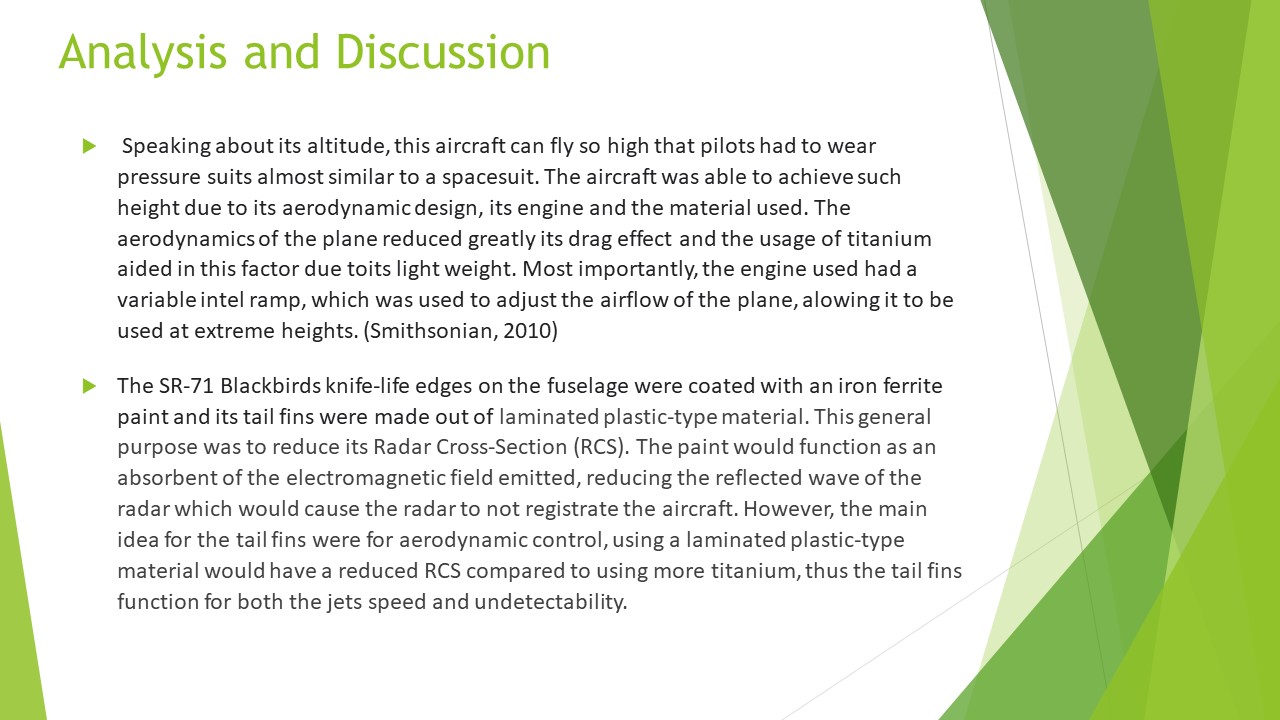 Analysis and Discussion
Speaking about its altitude, this aircraft can fly so high that pilots had to wear
pressure suits almost similar to a spacesuit. The aircraft was able to achieve such
height due to its aerodynamic design, its engine and the material used. The
aerodynamics of the plane reduced greatly its drag effect and the usage of titanium
aided in this factor due toits light weight. Most importantly, the engine used had a
variable intel ramp, which was used to adjust the airflow of the plane, alowing it to be
used at extreme heights. (Smithsonian, 2010)
The SR-71 Blackbirds knife-life edges on the fuselage were coated with an iron ferrite
paint and its tail fins were made out of laminated plastic-type material. This general
purpose was to reduce its Radar Cross-Section (RCS). The paint would function as an
absorbent of the electromagnetic field emitted, reducing the reflected wave of the
radar which would cause the radar to not registrate the aircraft. However, the main
idea for the tail fins were for aerodynamic control, using a laminated plastic-type
material would have a reduced RCS compared to using more titanium, thus the tail fins
function for both the jets speed and undetectability.